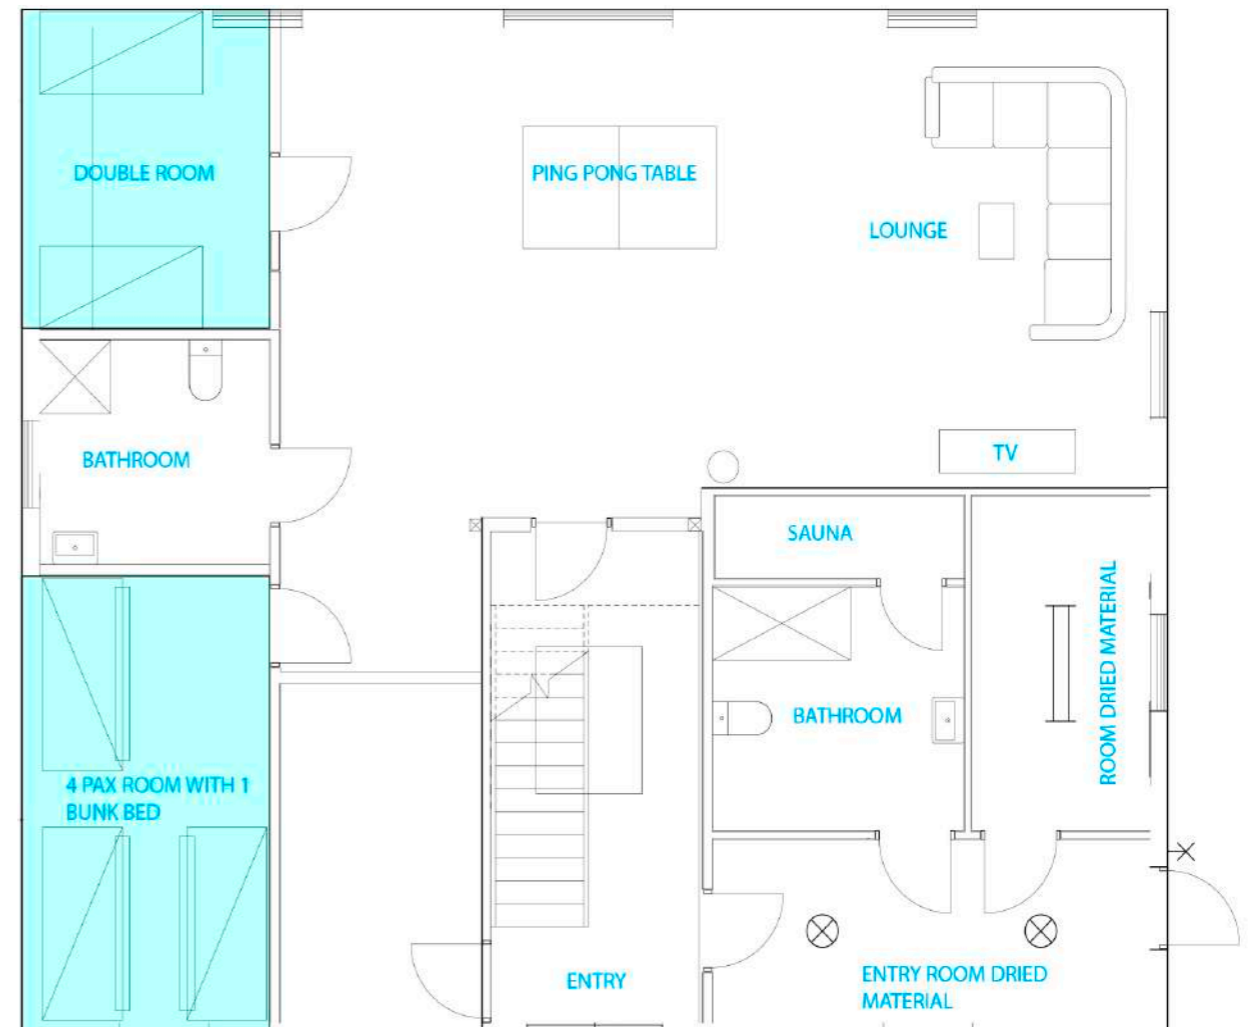 DOUBLE ROOM
PING PONG TABLE
LOUNGE
BATHROOM
TV
SAUNA
ROOM DRIED MATERIAL
BATHROOM
4 PAX ROOM WITH 1
BUNK BED
ENTRY
ENTRY ROOM DRIED
MATERIAL